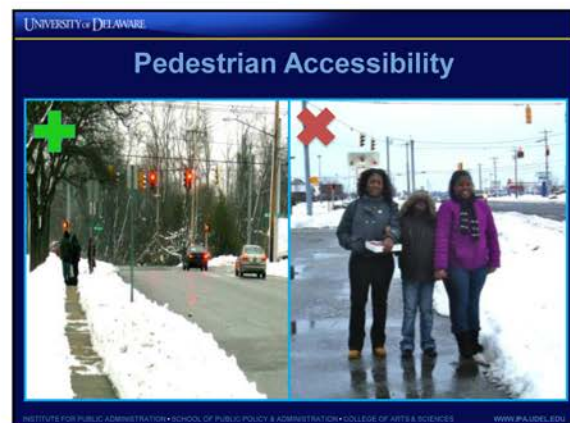 UNIVERSITY OF DELAWARE
Pedestrian Accessibility
INSTITUTE FOR PUBLIC ADMINISTRATION • SCHOOL OF PUBLIC POLICY & ADMINISTRATION • COLLEGE OF ARTS & SCIENCES WWW.IPA.UDEL.EDU